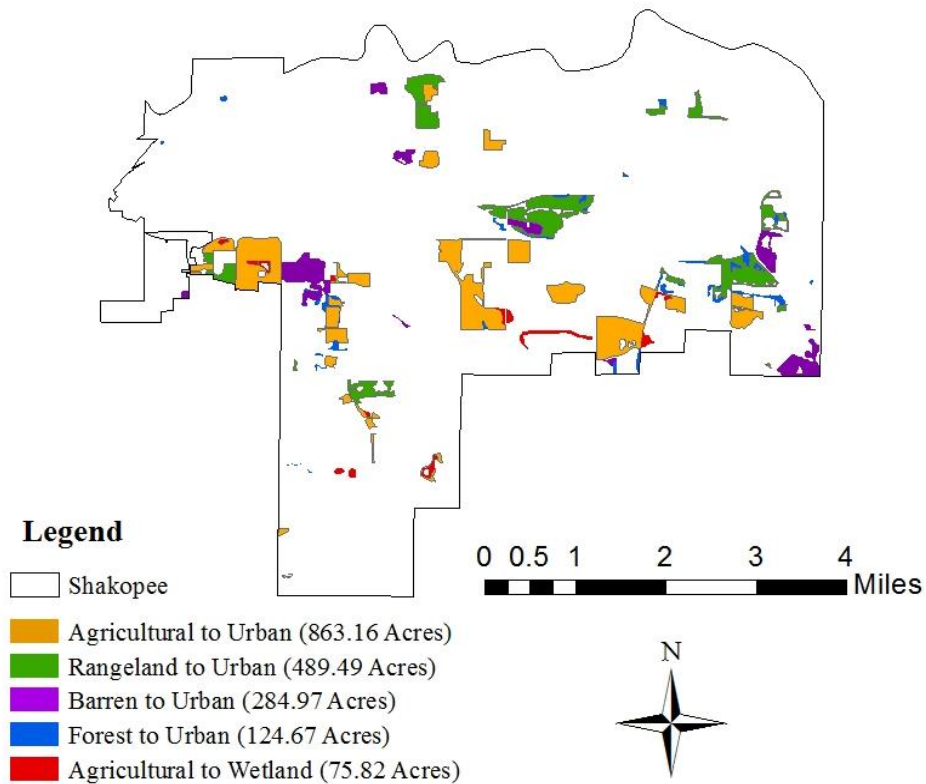 Legend
Shakopee
Agricultural to Urban (863.16 Acres)
Rangeland to Urban (489.49 Acres)
Barren to Urban (284.97 Acres)
Forest to Urban (124.67 Acres)
Agricultural to Wetland (75.82 Acres)
0 0.5 1 2 3 4
Miles
N